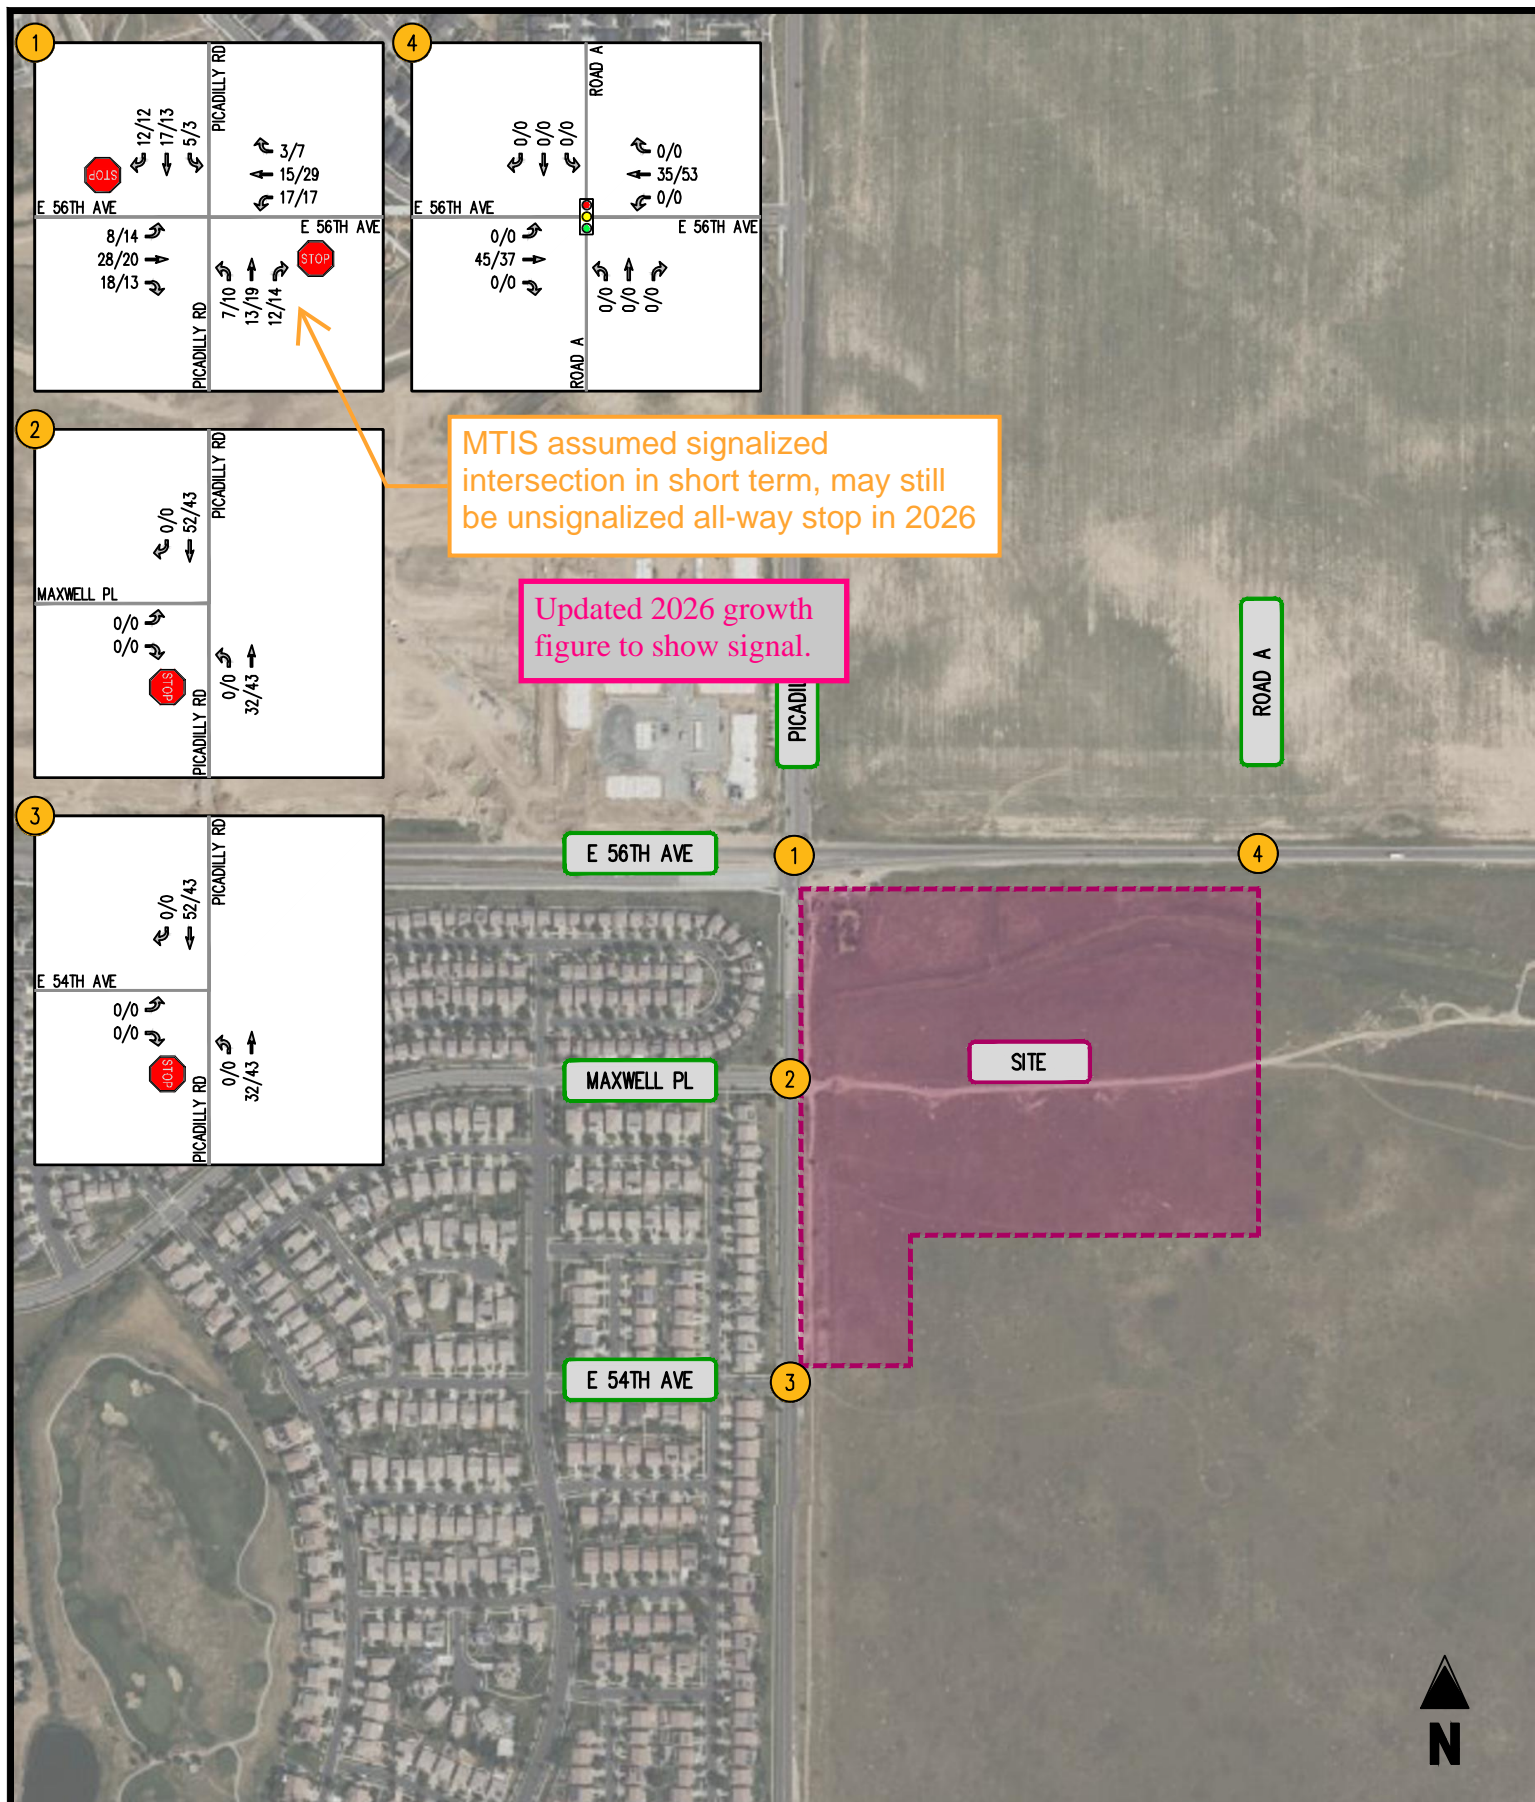 1
PICADILLY RD
12/12
17/13
5/3
3/7
15/29
17/17
STOP
E 56TH AVE
E 56TH AVE
8/14
28/20
18/13
7/10
13/19
12/14
STOP
PICADILLY RD
4
ROAD A
0/0
0/0
0/0
0/0
35/53
0/0
E 56TH AVE
E 56TH AVE
0/0
45/37
0/0
0/0
0/0
0/0
ROAD A
2
PICADILLY RD
0/0
52/43
MAXWELL PL
0/0
0/0
STOP
0/0
32/43
PICADILLY RD
3
PICADILLY RD
0/0
52/43
E 54TH AVE
0/0
0/0
STOP
0/0
32/43
PICADILLY RD
MTIS assumed signalized
intersection in short term, may still
be unsignalized all-way stop in 2026
Updated 2026 growth
figure to show signal.
PICADIL
ROAD A
E 56TH AVE
1
4
MAXWELL PL
2
SITE
E 54TH AVE
3
N